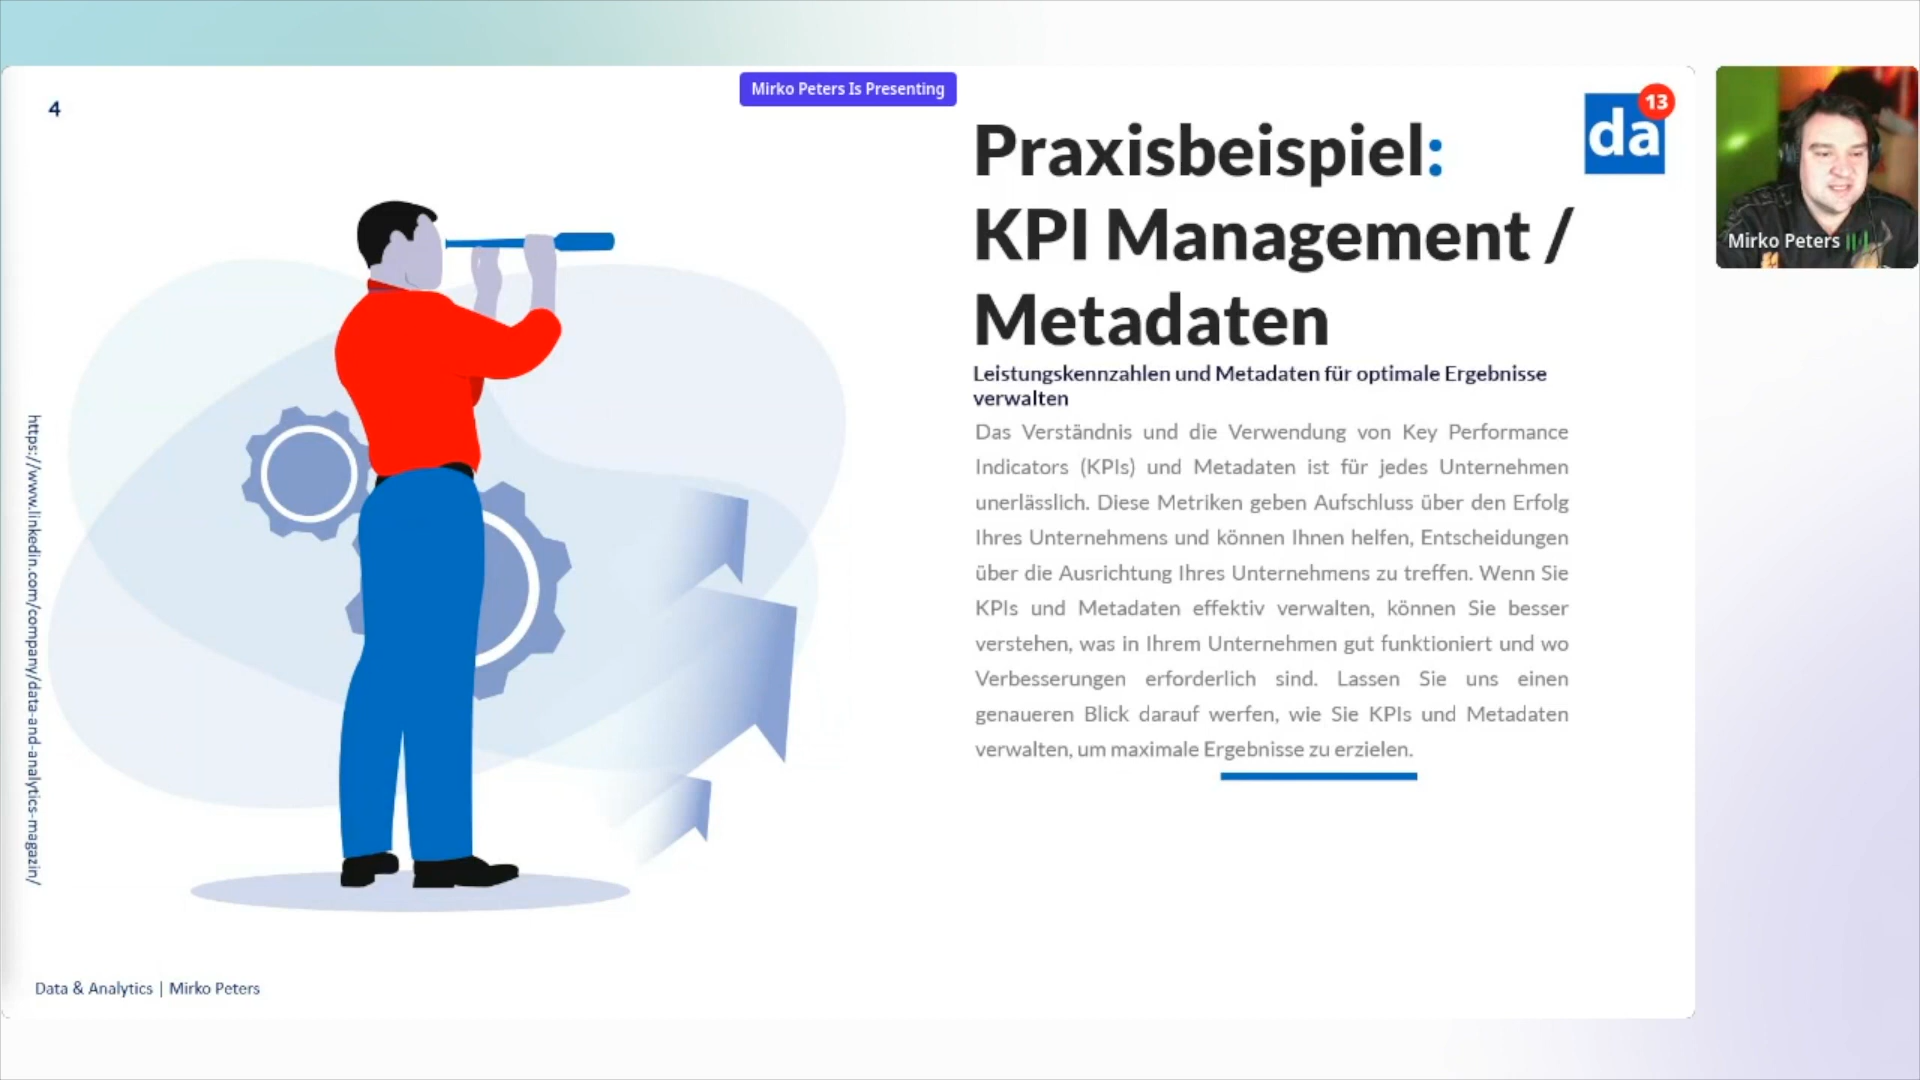 4
Mirko Peters Is Presenting
da
13
Praxisbeispiel:
KPI Management /
Metadaten
Leistungskennzahlen und Metadaten für optimale Ergebnisse
verwalten
Das Verständnis und die Verwendung von Key Performance
Indicators (KPIs) und Metadaten ist für jedes Unternehmen
unerlässlich. Diese Metriken geben Aufschluss über den Erfolg
Ihres Unternehmens und können Ihnen helfen, Entscheidungen
über die Ausrichtung Ihres Unternehmens zu treffen. Wenn Sie
KPIs und Metadaten effektiv verwalten, können Sie besser
verstehen, was in Ihrem Unternehmen gut funktioniert und wo
Verbesserungen erforderlich sind. Lassen Sie uns einen
genaueren Blick darauf werfen, wie Sie KPIs und Metadaten
verwalten, um maximale Ergebnisse zu erzielen.
https://www.linkedin.com/company/data-and-analytics-magazin/
Data & Analytics | Mirko Peters
Mirko Peters